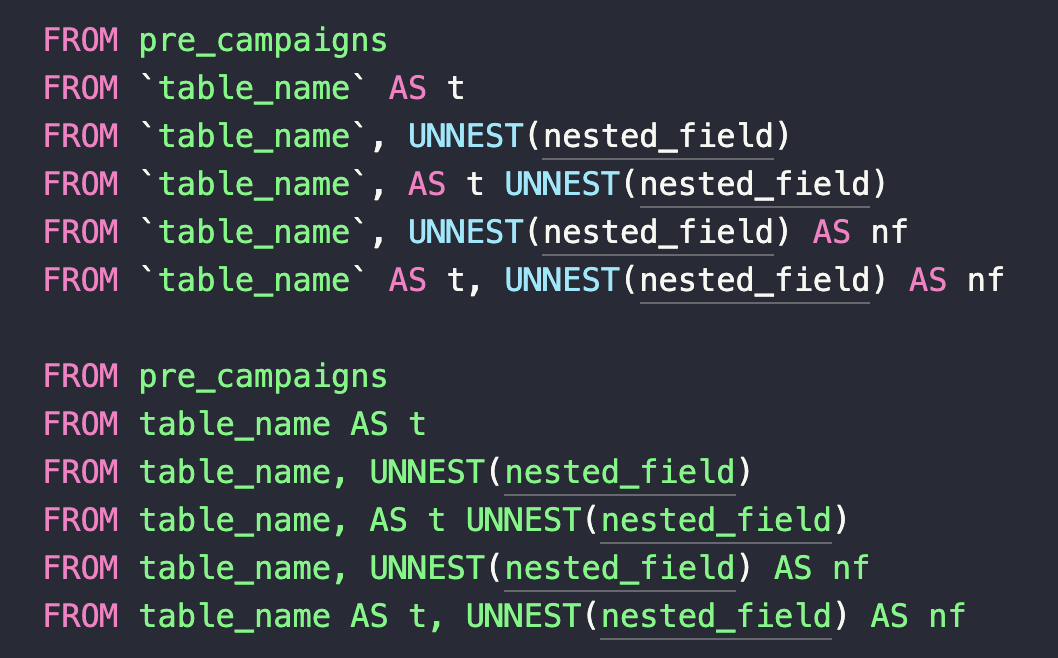 FROM pre_campaigns
FROM `table_name` AS t
FROM `table_name`, UNNEST(nested_field)
FROM `table_name`, AS t UNNEST(nested_field)
FROM `table_name`, UNNEST(nested_field) AS nf
FROM `table_name` AS t, UNNEST(nested_field) AS nf
FROM pre_campaigns
FROM table_name AS t
FROM table_name, UNNEST(nested_field)
FROM table_name, AS t UNNEST(nested_field)
FROM table_name, UNNEST(nested_field) AS nf
FROM table_name AS t, UNNEST(nested_field) AS nf